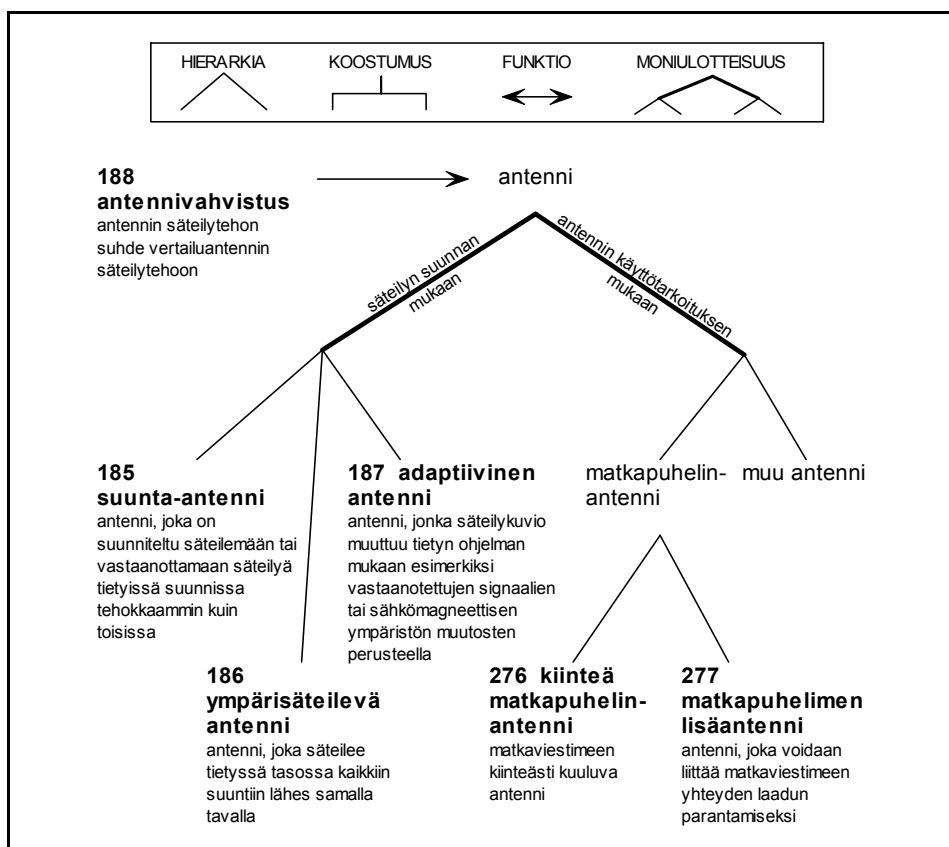 HIERARKIA KOOSTUMUS FUNKTIO MONIULOTTEISUUS
188
antennivahvistus
antennin säteilytehon
suhde vertailuantennin
säteilytehoon
antenni
säteilyn suunnan
mukaan
antennin käyttötarkoituksen
mukaan
185
suunta-antenni
antenni, joka on
suunniteltu säteilemään tai
vastaanottamaan säteilyä
tietyissä suunnissa
tehokkaammin kuin
toisissa
187 adaptiivinen
antenni
antenni, jonka säteilykuvio
muuttuu tietyn ohjelman
mukaan esimerkiksi
vastaanotettujen signaalien
tai sähkömagneettisen
ympäristön muutosten
perusteella
matkapuhelin-
antenni
muu antenni
186
ympärisäteilevä
antenni
antenni, joka säteilee
tietyssä tasossa kaikkiin
suuntiin lähes samalla
tavalla
276 kiinteä
matkapuhelin-
antenni
matkaviestimeen
kiinteästi kuuluva
antenni
277
matkapuhelimen
lisäantenni
antenni, joka voidaan
liittää matkaviestimeen
yhteyden laadun
parantamiseksi